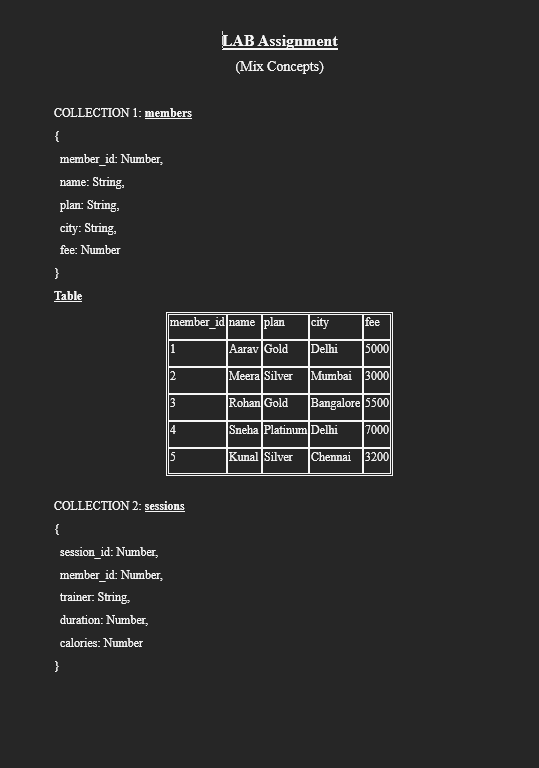 LAB Assignment
(Mix Concepts)
COLLECTION 1: members
{
member_id: Number,
name: String,
plan: String,
city: String,
fee: Number
}
Table
member_id name plan city fee
1 Aarav Gold Delhi 5000
2 Meera Silver Mumbai 3000
3 Rohan Gold Bangalore 5500
4 Sneha Platinum Delhi 7000
5 Kunal Silver Chennai 3200
COLLECTION 2: sessions
{
session_id: Number,
member_id: Number,
trainer: String,
duration: Number,
calories: Number
}